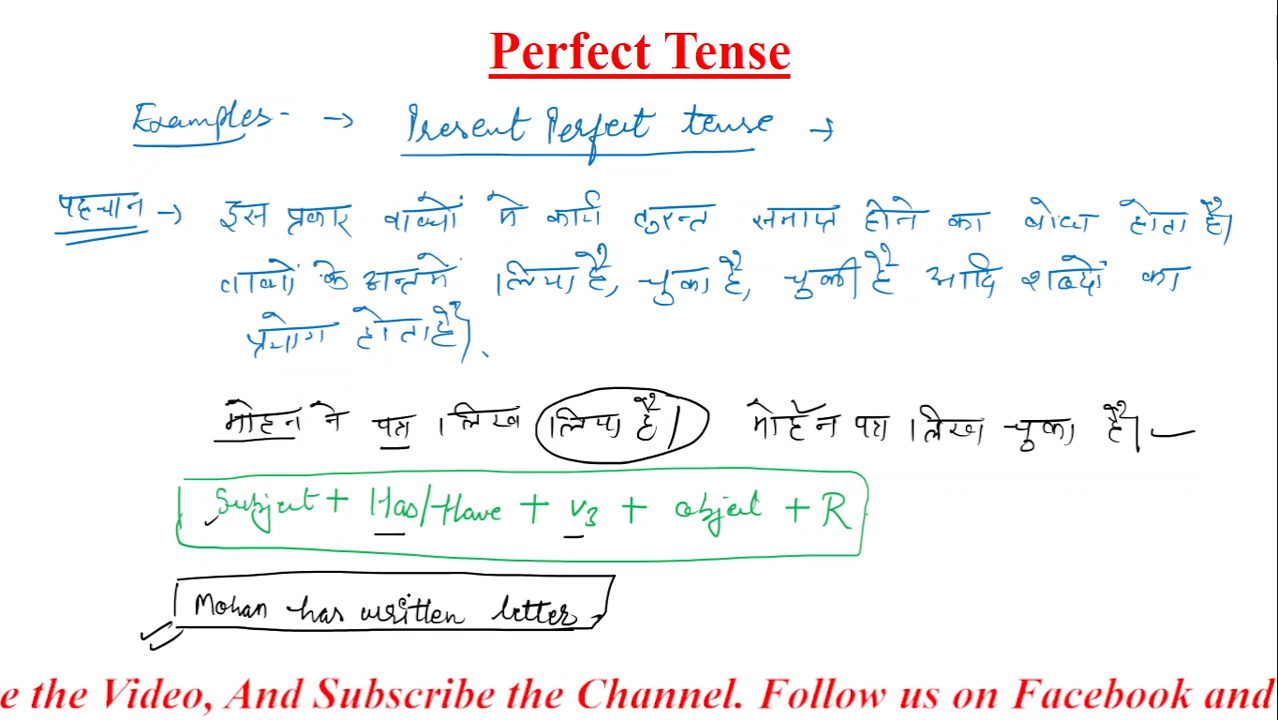 Perfect Tense
Examples- → Present Perfect tense →
पहचान → इस प्रकार वाक्यों मे कार्य तुरन्त समाप्त होने का बोध होता है।
वाक्यों के अन्त में लिया है, चुका है, चुकी है आदि शब्दों का
प्रयोग होता है।
मोहन ने पत्र लिख लिया है। मोहन पत्र लिख चुका है।
Subject + Has/Have + v3 + object + R
Mohan has written letter.
e the Video, And Subscribe the Channel. Follow us on Facebook and